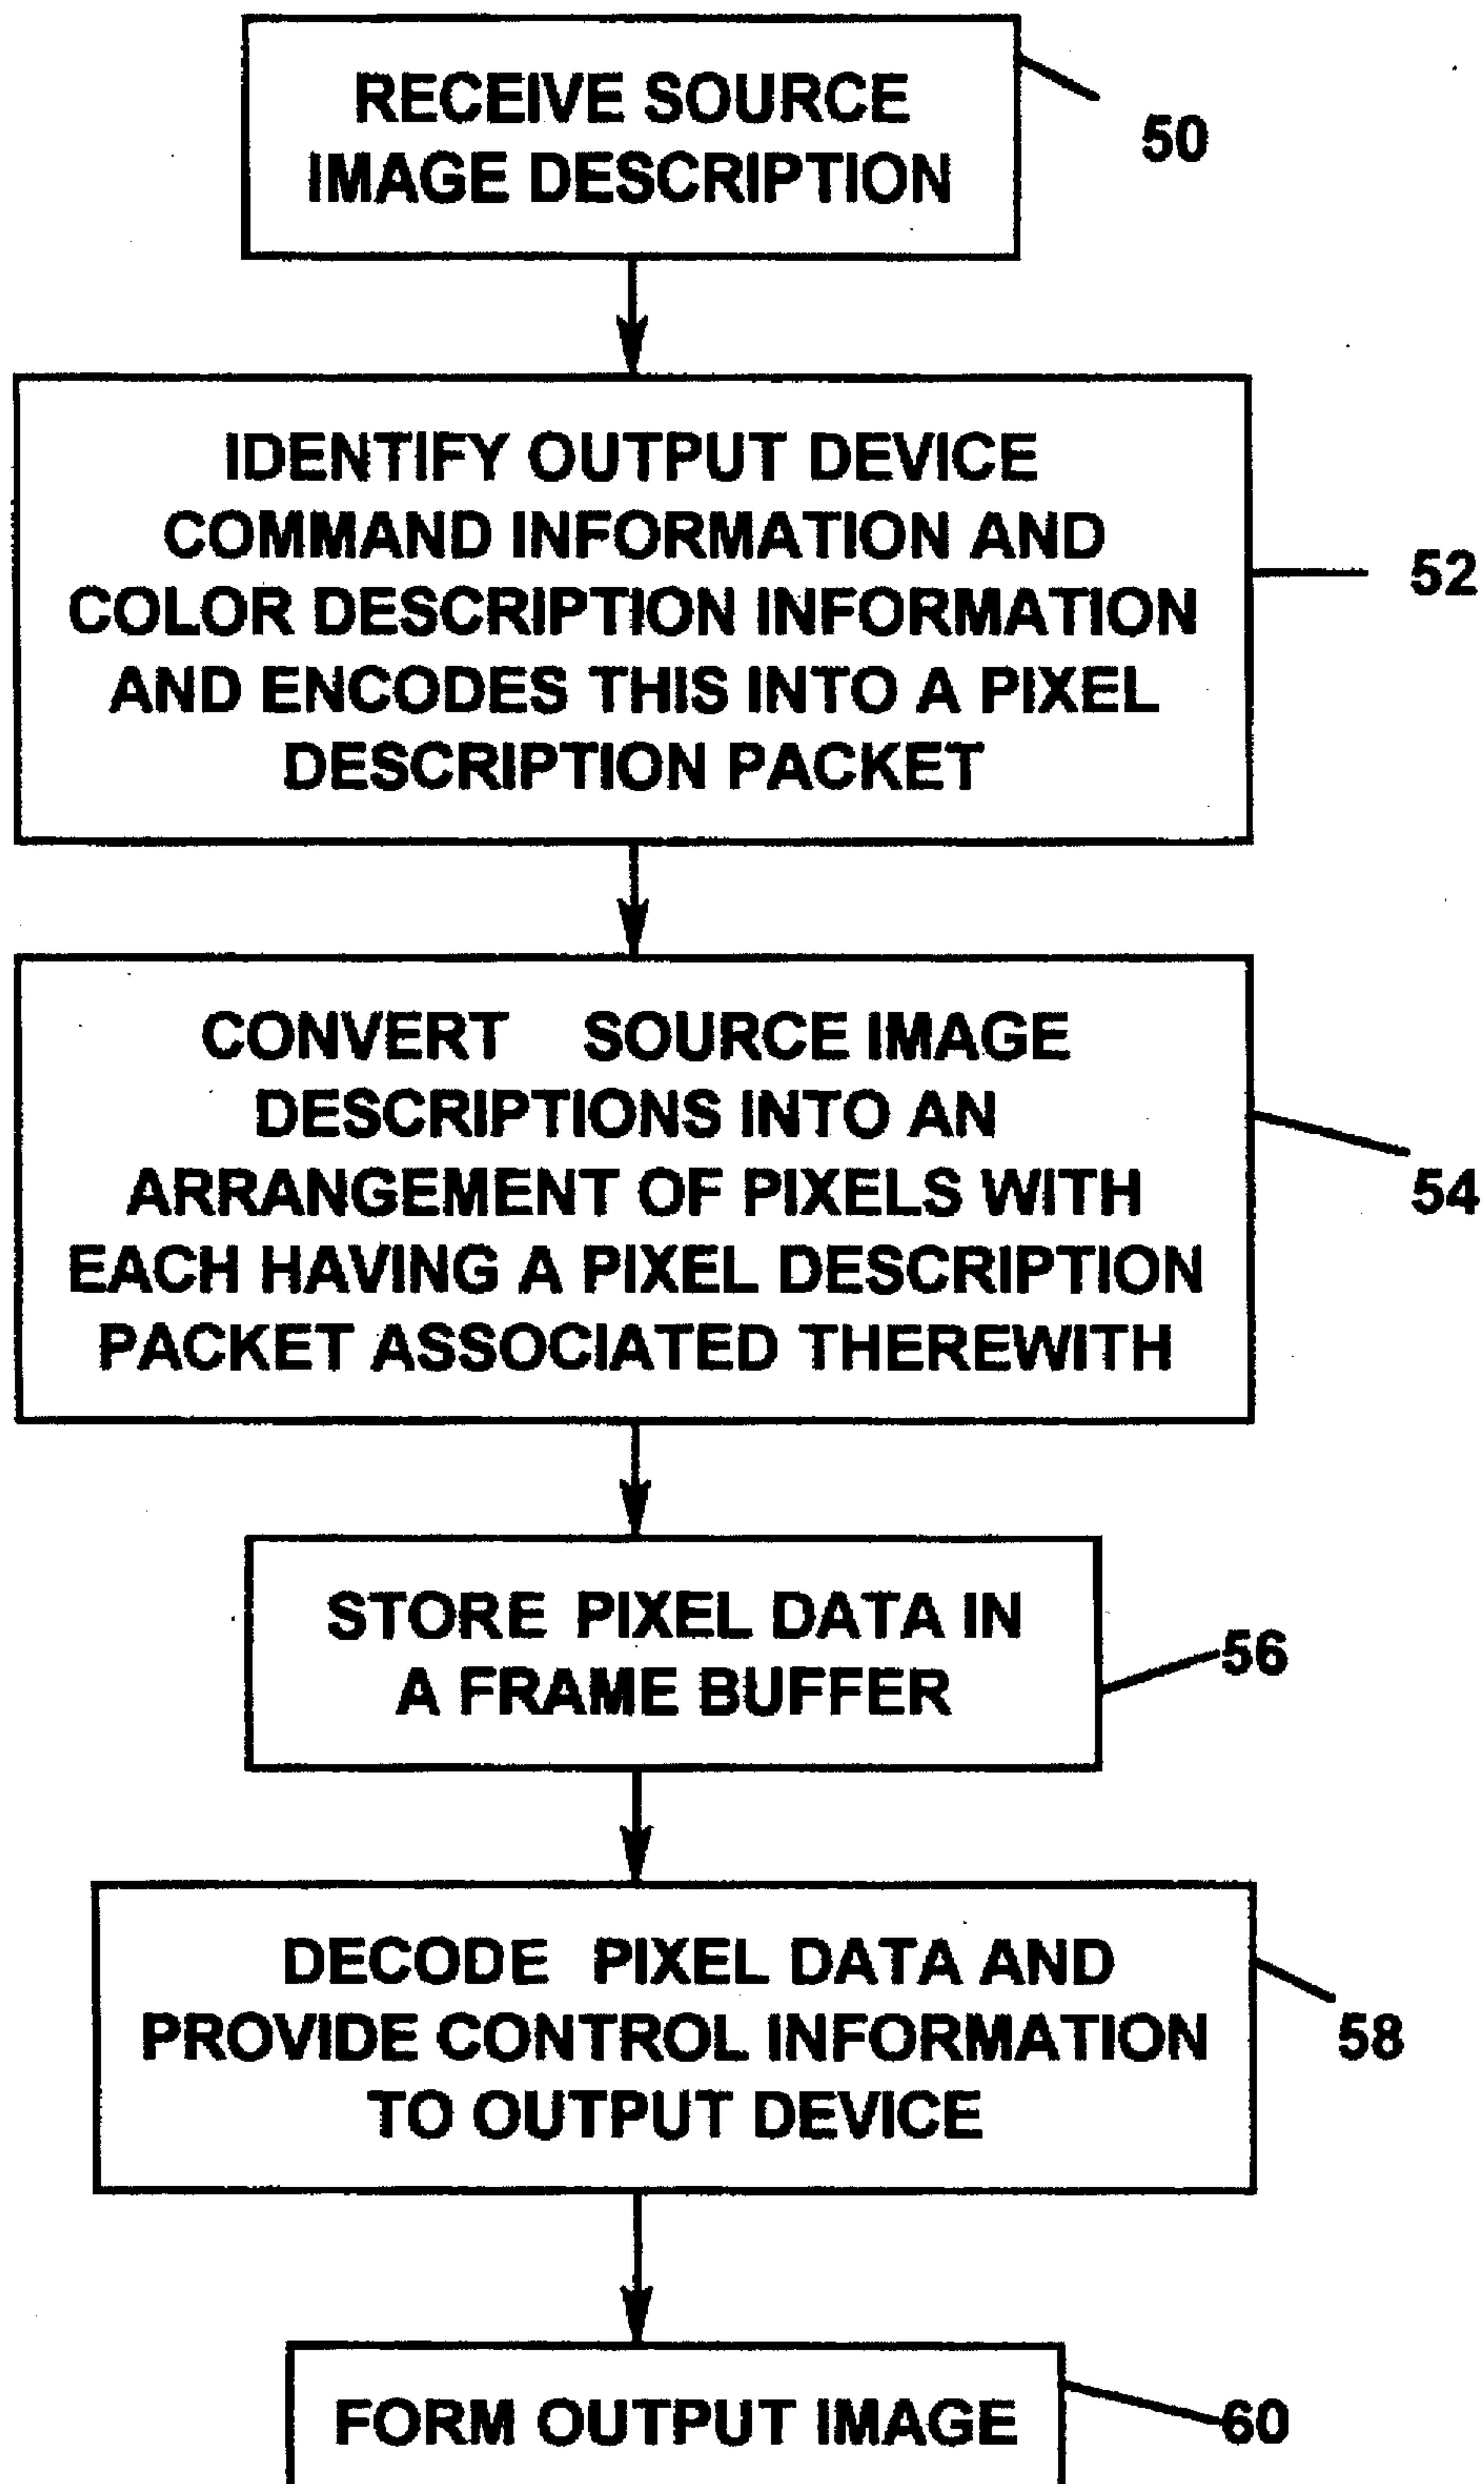 RECEIVE SOURCE
IMAGE DESCRIPTION
50
IDENTIFY OUTPUT DEVICE
COMMAND INFORMATION AND
COLOR DESCRIPTION INFORMATION
AND ENCODES THIS INTO A PIXEL
DESCRIPTION PACKET
52
CONVERT SOURCE IMAGE
DESCRIPTIONS INTO AN
ARRANGEMENT OF PIXELS WITH
EACH HAVING A PIXEL DESCRIPTION
PACKET ASSOCIATED THEREWITH
54
STORE PIXEL DATA IN
A FRAME BUFFER
56
DECODE PIXEL DATA AND
PROVIDE CONTROL INFORMATION
TO OUTPUT DEVICE
58
FORM OUTPUT IMAGE
60